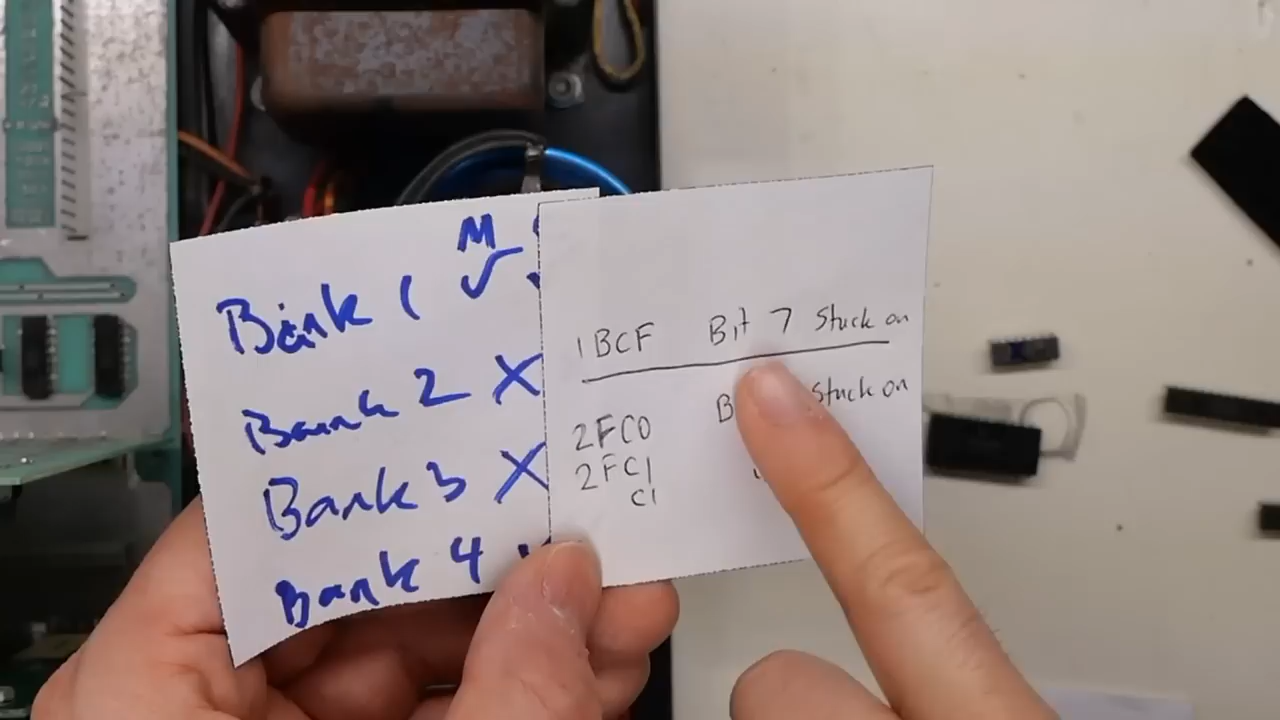 M
Bank 1 ✓
Bank 2 X
Bank 3 X
Bank 4
1BCF Bit 7 Stuck on
2FC0 stuck on
2FC1
C1